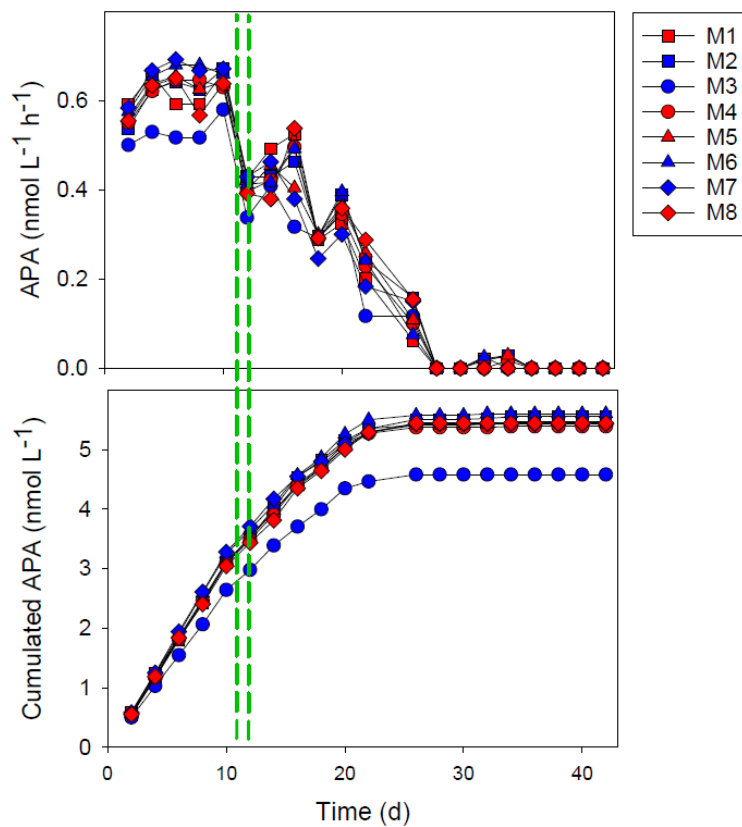 APA (nmol L⁻¹ h⁻¹)
0.6
0.4
0.2
0.0
M1
M2
M3
M4
M5
M6
M7
M8
Cumulated APA (nmol L⁻¹)
5
4
3
2
1
0
0 10 20 30 40
Time (d)